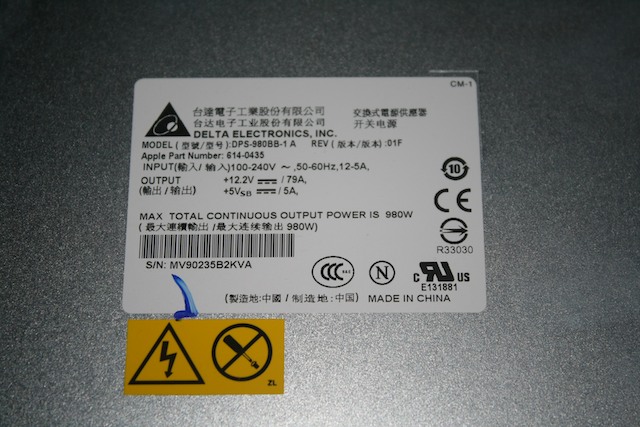 CM-1
台達電子工業股份有限公司 交換式電源供應器
台达电子工业股份有限公司 开关电源
DELTA ELECTRONICS, INC.
MODEL (型號/型号) :DPS-980BB-1 A REV (版本/版本) :01F
Apple Part Number: 614-0435
INPUT(輸入/输入)100-240V ~ ,50-60Hz,12-5A,
OUTPUT +12.2V ⎓ / 79A,
(輸出/输出) +5VSB ⎓ / 5A,
10
CE
MAX TOTAL CONTINUOUS OUTPUT POWER IS 980W
(最大連續輸出/最大连续输出 980W)
R33030
S/N: MV90235B2KVA
CCC N c RU US
E131881
(製造地:中國/制造地:中国) MADE IN CHINA
ZL